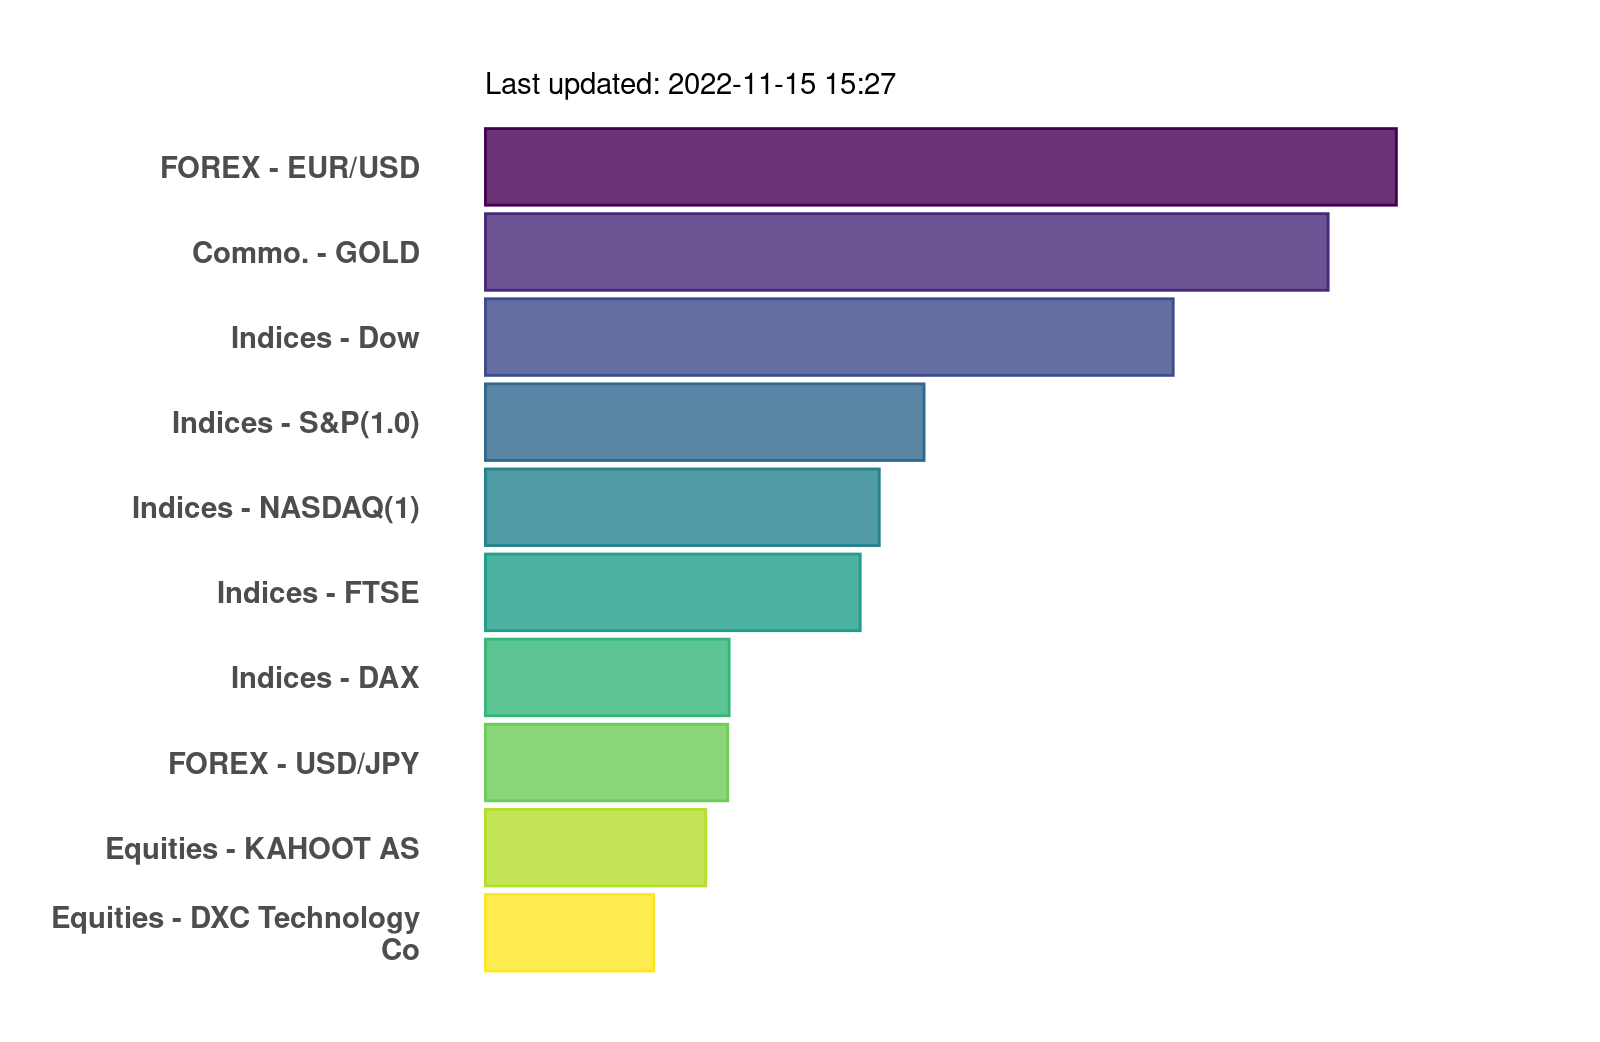 Last updated: 2022-11-15 15:27
FOREX - EUR/USD
Commo. - GOLD
Indices - Dow
Indices - S&P(1.0)
Indices - NASDAQ(1)
Indices - FTSE
Indices - DAX
FOREX - USD/JPY
Equities - KAHOOT AS
Equities - DXC Technology
Co